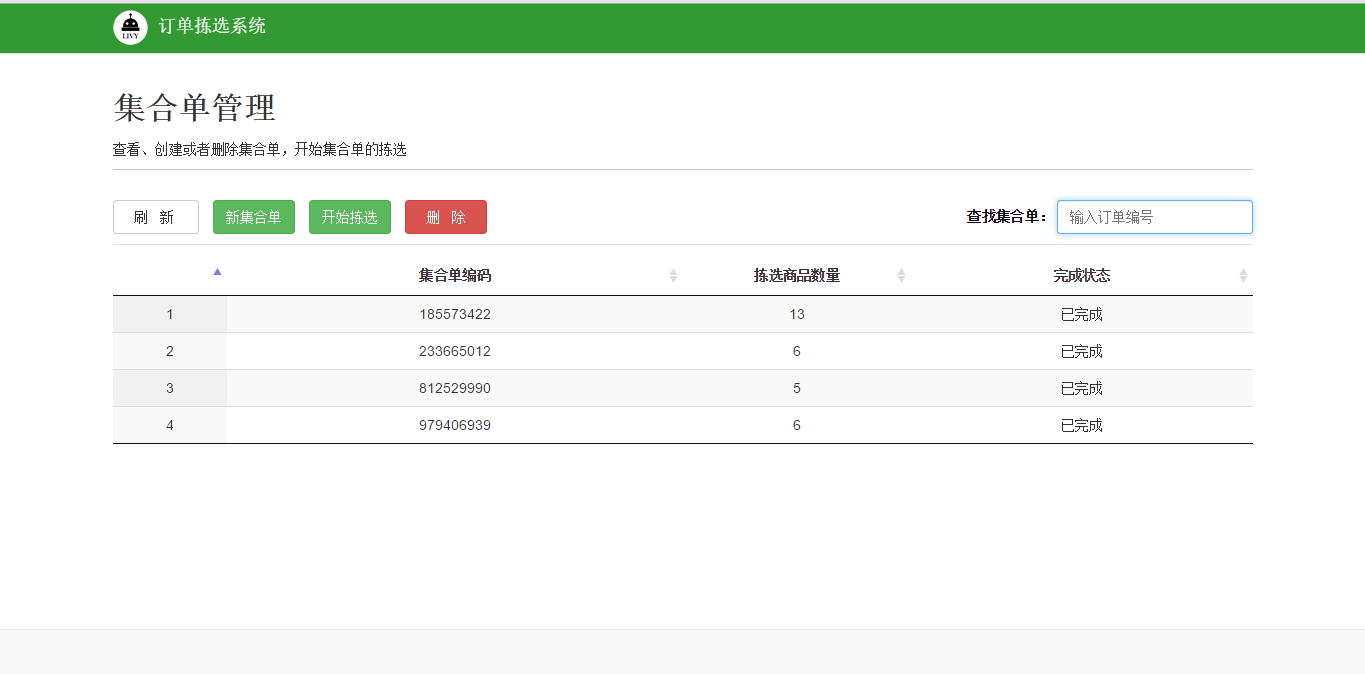 LIVY 订单拣选系统
集合单管理
查看、创建或者删除集合单，开始集合单的拣选
刷 新 新集合单 开始拣选 删 除 查找集合单： 输入订单编号
集合单编码 拣选商品数量 完成状态
1 185573422 13 已完成
2 233665012 6 已完成
3 812529990 5 已完成
4 979406939 6 已完成